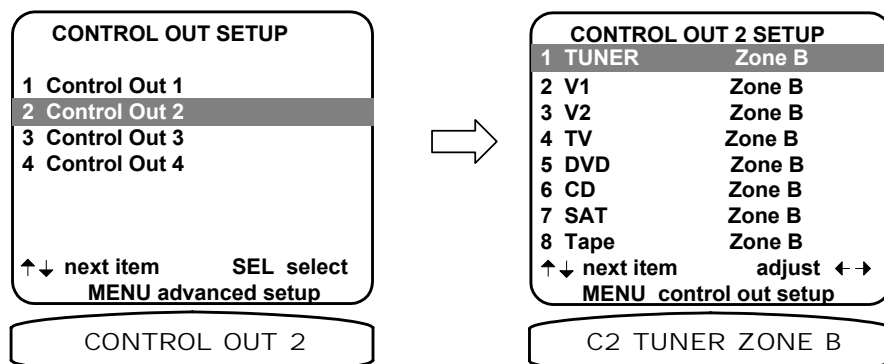 CONTROL OUT SETUP
1 Control Out 1
2 Control Out 2
3 Control Out 3
4 Control Out 4
↑↓ next item SEL select
MENU advanced setup
CONTROL OUT 2
CONTROL OUT 2 SETUP
1 TUNER Zone B
2 V1 Zone B
3 V2 Zone B
4 TV Zone B
5 DVD Zone B
6 CD Zone B
7 SAT Zone B
8 Tape Zone B
↑↓ next item adjust ←→
MENU control out setup
C2 TUNER ZONE B